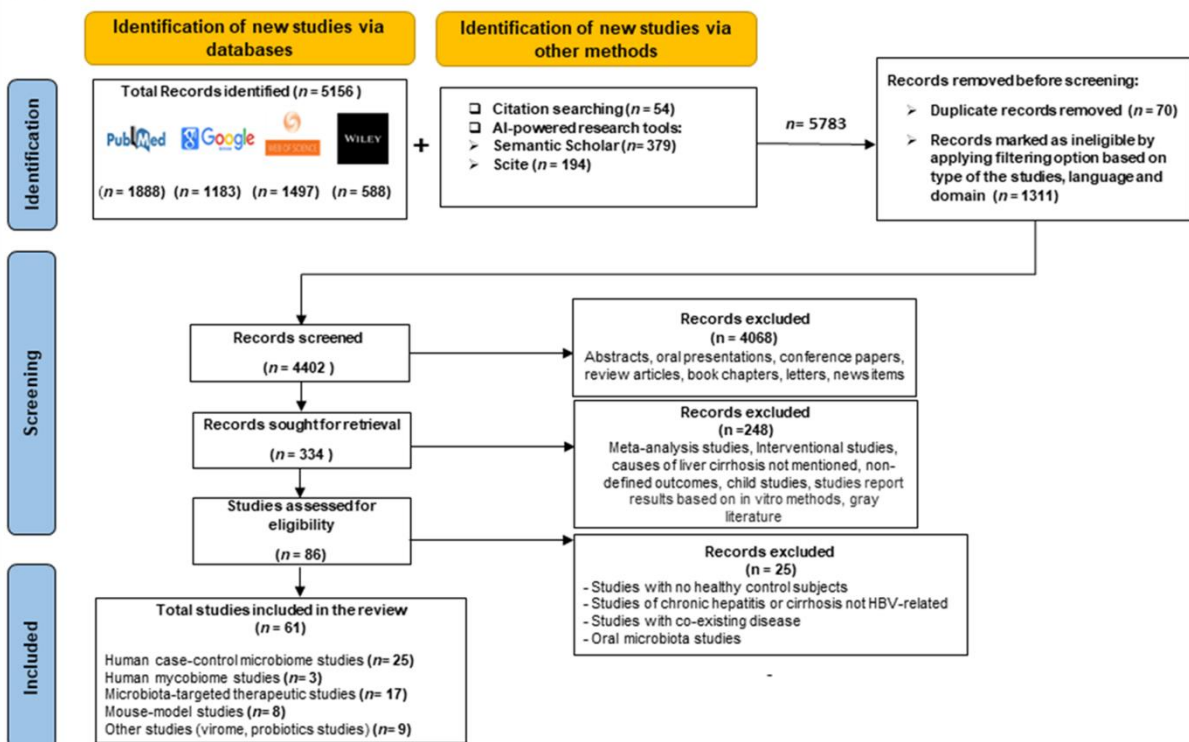 Identification of new studies via
databases
Identification of new studies via
other methods
Identification
Total Records identified (n = 5156)
PubMed
Google
WEB OF SCIENCE
WILEY
(n = 1888) (n = 1183) (n = 1497) (n = 588)
+
❑ Citation searching (n = 54)
❑ AI-powered research tools:
➢ Semantic Scholar (n= 379)
➢ Scite (n = 194)
n= 5783
Records removed before screening:
➢ Duplicate records removed (n = 70)
➢ Records marked as ineligible by
applying filtering option based on
type of the studies, language and
domain (n = 1311)
Screening
Records screened
(n = 4402 )
Records excluded
(n = 4068)
Abstracts, oral presentations, conference papers,
review articles, book chapters, letters, news items
Records sought for retrieval
(n = 334 )
Records excluded
(n =248)
Meta-analysis studies, Interventional studies,
causes of liver cirrhosis not mentioned, non-
defined outcomes, child studies, studies report
results based on in vitro methods, gray
literature
Studies assessed for
eligibility
(n = 86)
Records excluded
(n = 25)
- Studies with no healthy control subjects
- Studies of chronic hepatitis or cirrhosis not HBV-related
- Studies with co-existing disease
- Oral microbiota studies
-
Included
Total studies included in the review
(n = 61)
Human case-control microbiome studies (n= 25)
Human mycobiome studies (n= 3)
Microbiota-targeted therapeutic studies (n= 17)
Mouse-model studies (n= 8)
Other studies (virome, probiotics studies) (n= 9)